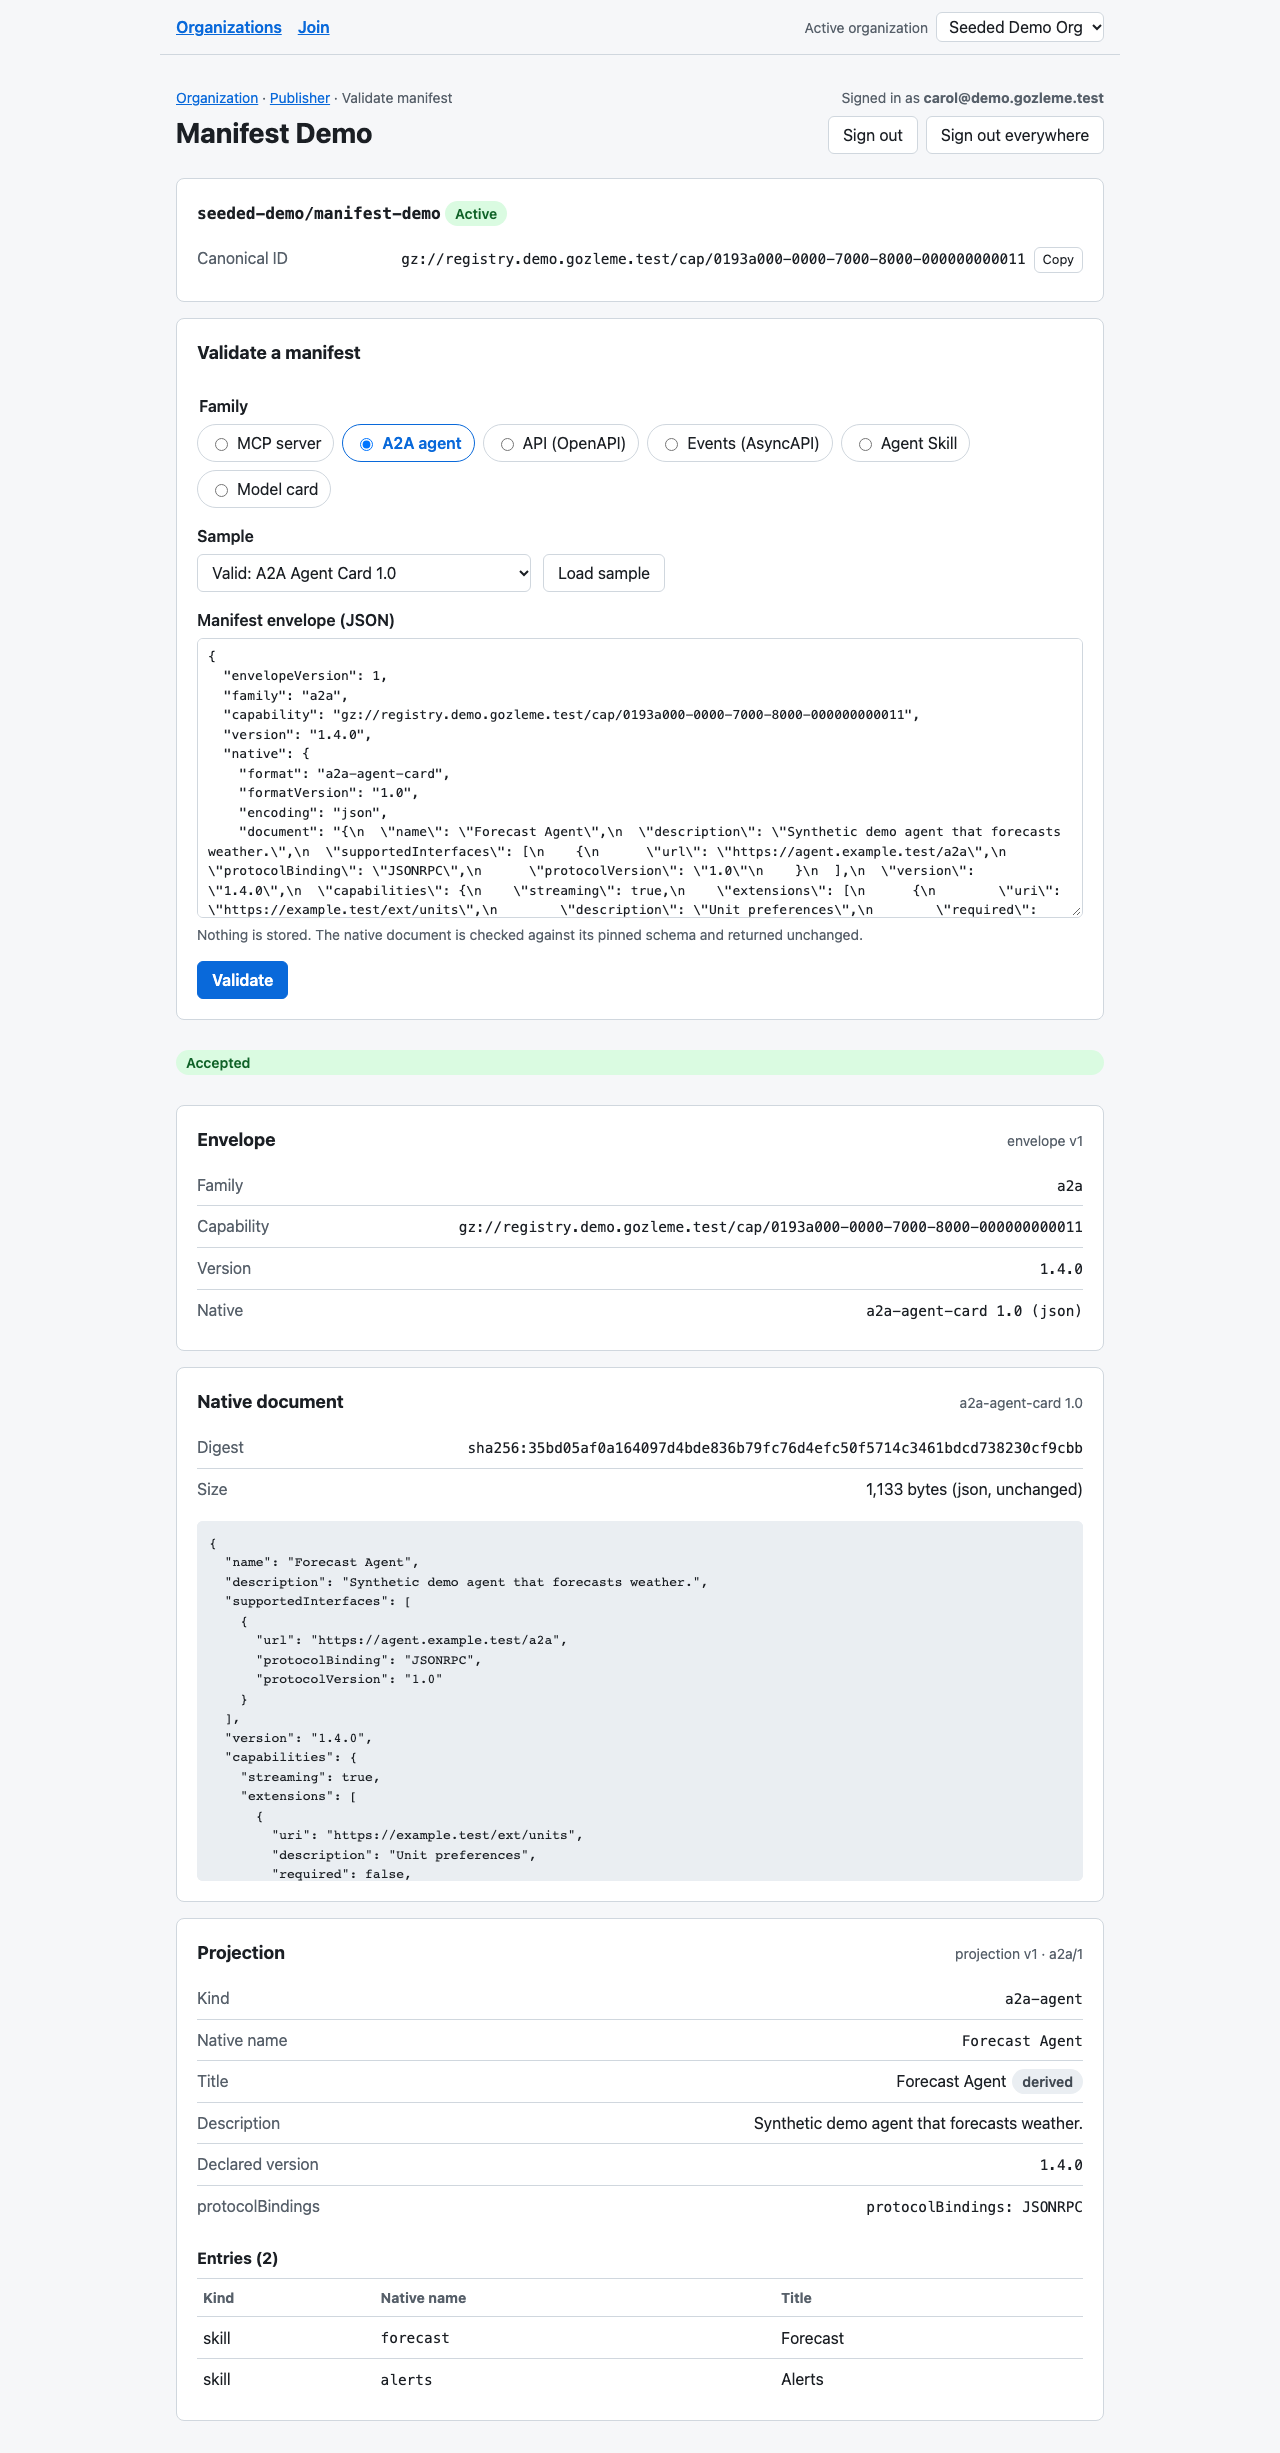 Organizations Join Active organization Seeded Demo Org
Organization · Publisher · Validate manifest Signed in as carol@demo.gozleme.test
Manifest Demo Sign out Sign out everywhere
seeded-demo/manifest-demo Active
Canonical ID gz://registry.demo.gozleme.test/cap/0193a000-0000-7000-8000-000000000011 Copy
Validate a manifest
Family
MCP server A2A agent API (OpenAPI) Events (AsyncAPI) Agent Skill
Model card
Sample
Valid: A2A Agent Card 1.0 Load sample
Manifest envelope (JSON)
{
  "envelopeVersion": 1,
  "family": "a2a",
  "capability": "gz://registry.demo.gozleme.test/cap/0193a000-0000-7000-8000-000000000011",
  "version": "1.4.0",
  "native": {
    "format": "a2a-agent-card",
    "formatVersion": "1.0",
    "encoding": "json",
    "document": "{\n  \"name\": \"Forecast Agent\",\n  \"description\": \"Synthetic demo agent that forecasts
weather.\",\n  \"supportedInterfaces\": [\n    {\n      \"url\": \"https://agent.example.test/a2a\",\n
\"protocolBinding\": \"JSONRPC\",\n      \"protocolVersion\": \"1.0\"\n    }\n  ],\n  \"version\":
\"1.4.0\",\n  \"capabilities\": {\n    \"streaming\": true,\n    \"extensions\": [\n      {\n        \"uri\":
\"https://example.test/ext/units\",\n        \"description\": \"Unit preferences\",\n        \"required\":
Nothing is stored. The native document is checked against its pinned schema and returned unchanged.
Validate
Accepted
Envelope envelope v1
Family a2a
Capability gz://registry.demo.gozleme.test/cap/0193a000-0000-7000-8000-000000000011
Version 1.4.0
Native a2a-agent-card 1.0 (json)
Native document a2a-agent-card 1.0
Digest sha256:35bd05af0a164097d4bde836b79fc76d4efc50f5714c3461bdcd738230cf9cbb
Size 1,133 bytes (json, unchanged)
{
  "name": "Forecast Agent",
  "description": "Synthetic demo agent that forecasts weather.",
  "supportedInterfaces": [
    {
      "url": "https://agent.example.test/a2a",
      "protocolBinding": "JSONRPC",
      "protocolVersion": "1.0"
    }
  ],
  "version": "1.4.0",
  "capabilities": {
    "streaming": true,
    "extensions": [
      {
        "uri": "https://example.test/ext/units",
        "description": "Unit preferences",
        "required": false,
Projection projection v1 · a2a/1
Kind a2a-agent
Native name Forecast Agent
Title Forecast Agent derived
Description Synthetic demo agent that forecasts weather.
Declared version 1.4.0
protocolBindings protocolBindings: JSONRPC
Entries (2)
Kind Native name Title
skill forecast Forecast
skill alerts Alerts